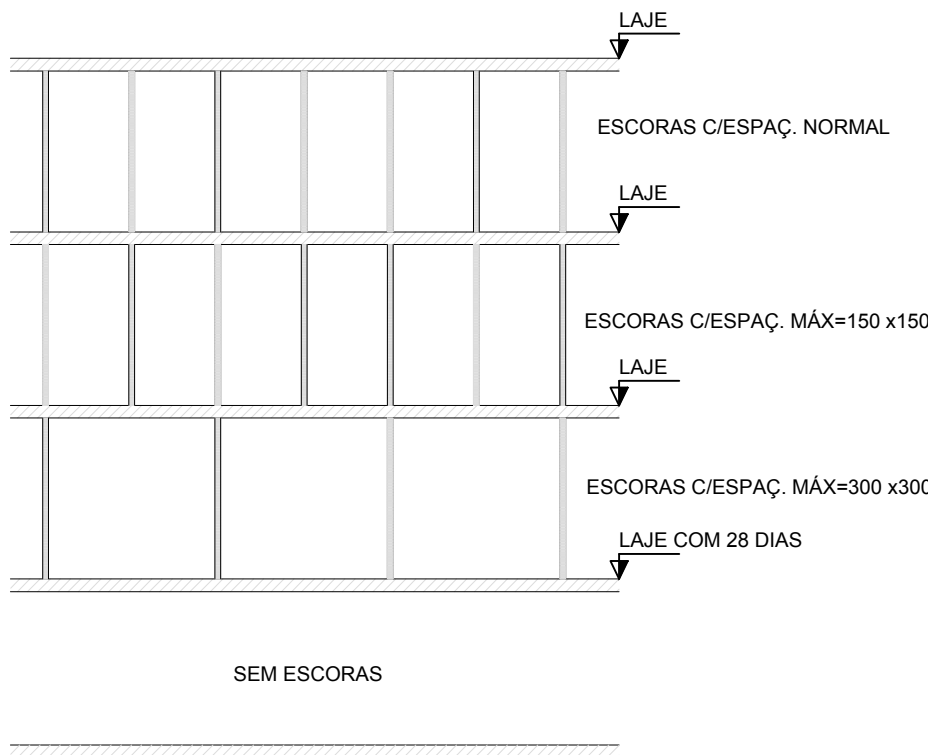 LAJE
ESCORAS C/ESPAÇ. NORMAL
LAJE
ESCORAS C/ESPAÇ. MÁX=150 x150
LAJE
ESCORAS C/ESPAÇ. MÁX=300 x300
LAJE COM 28 DIAS
SEM ESCORAS